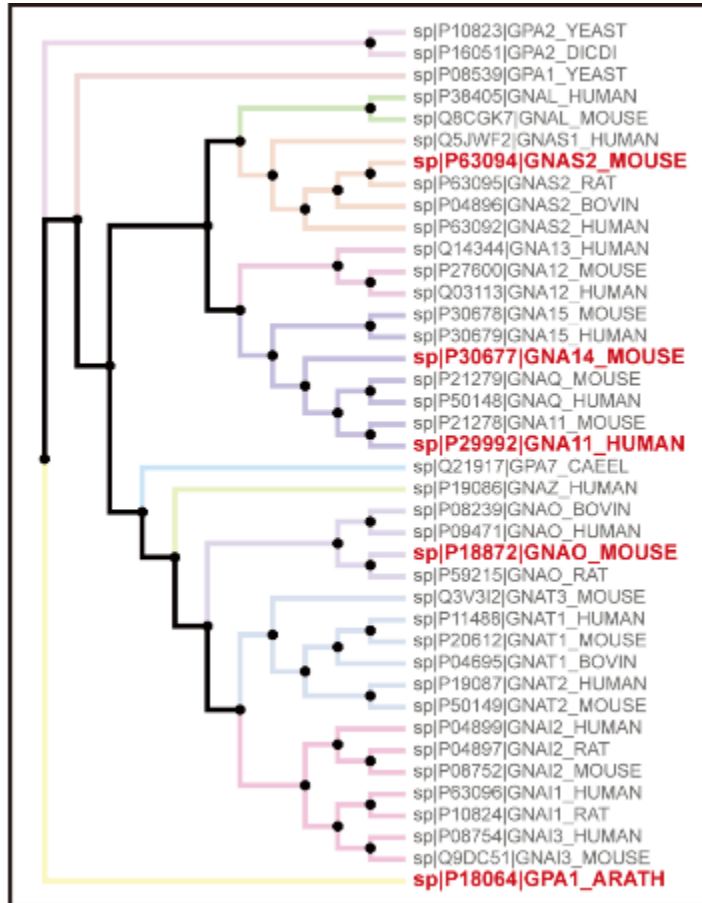 sp|P10823|GPA2_YEAST
sp|P16051|GPA2_DICDI
sp|P08539|GPA1_YEAST
sp|P38405|GNAL_HUMAN
sp|Q8CGK7|GNAL_MOUSE
sp|Q5JWF2|GNAS1_HUMAN
sp|P63094|GNAS2_MOUSE
sp|P63095|GNAS2_RAT
sp|P04896|GNAS2_BOVIN
sp|P63092|GNAS2_HUMAN
sp|Q14344|GNA13_HUMAN
sp|P27600|GNA12_MOUSE
sp|Q03113|GNA12_HUMAN
sp|P30678|GNA15_MOUSE
sp|P30679|GNA15_HUMAN
sp|P30677|GNA14_MOUSE
sp|P21279|GNAQ_MOUSE
sp|P50148|GNAQ_HUMAN
sp|P21278|GNA11_MOUSE
sp|P29992|GNA11_HUMAN
sp|Q21917|GPA7_CAEEL
sp|P19086|GNAZ_HUMAN
sp|P08239|GNAO_BOVIN
sp|P09471|GNAO_HUMAN
sp|P18872|GNAO_MOUSE
sp|P59215|GNAO_RAT
sp|Q3V3I2|GNAT3_MOUSE
sp|P11488|GNAT1_HUMAN
sp|P20612|GNAT1_MOUSE
sp|P04695|GNAT1_BOVIN
sp|P19087|GNAT2_HUMAN
sp|P50149|GNAT2_MOUSE
sp|P04899|GNAI2_HUMAN
sp|P04897|GNAI2_RAT
sp|P08752|GNAI2_MOUSE
sp|P63096|GNAI1_HUMAN
sp|P10824|GNAI1_RAT
sp|P08754|GNAI3_HUMAN
sp|Q9DC51|GNAI3_MOUSE
sp|P18064|GPA1_ARATH